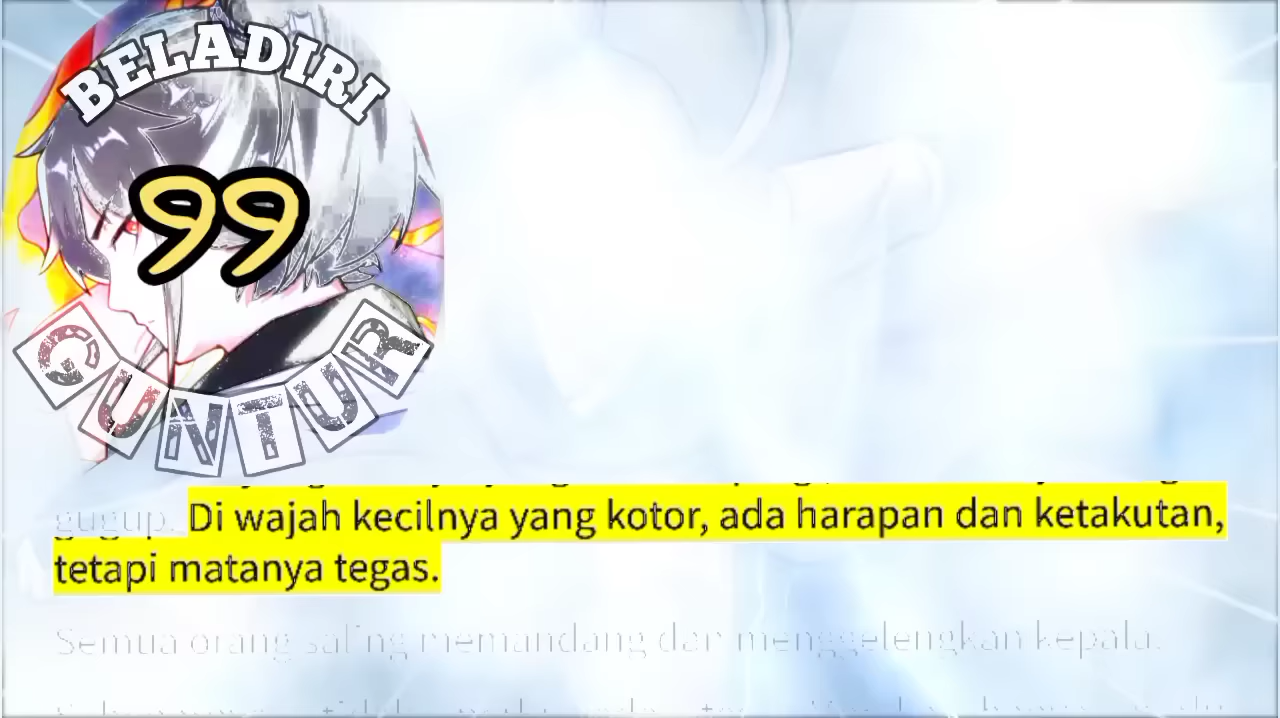 BELADIRI
99
GUNTUR
gugup. Di wajah kecilnya yang kotor, ada harapan dan ketakutan,
tetapi matanya tegas.
Semua orang saling memandang dan menggelengkan kepala.